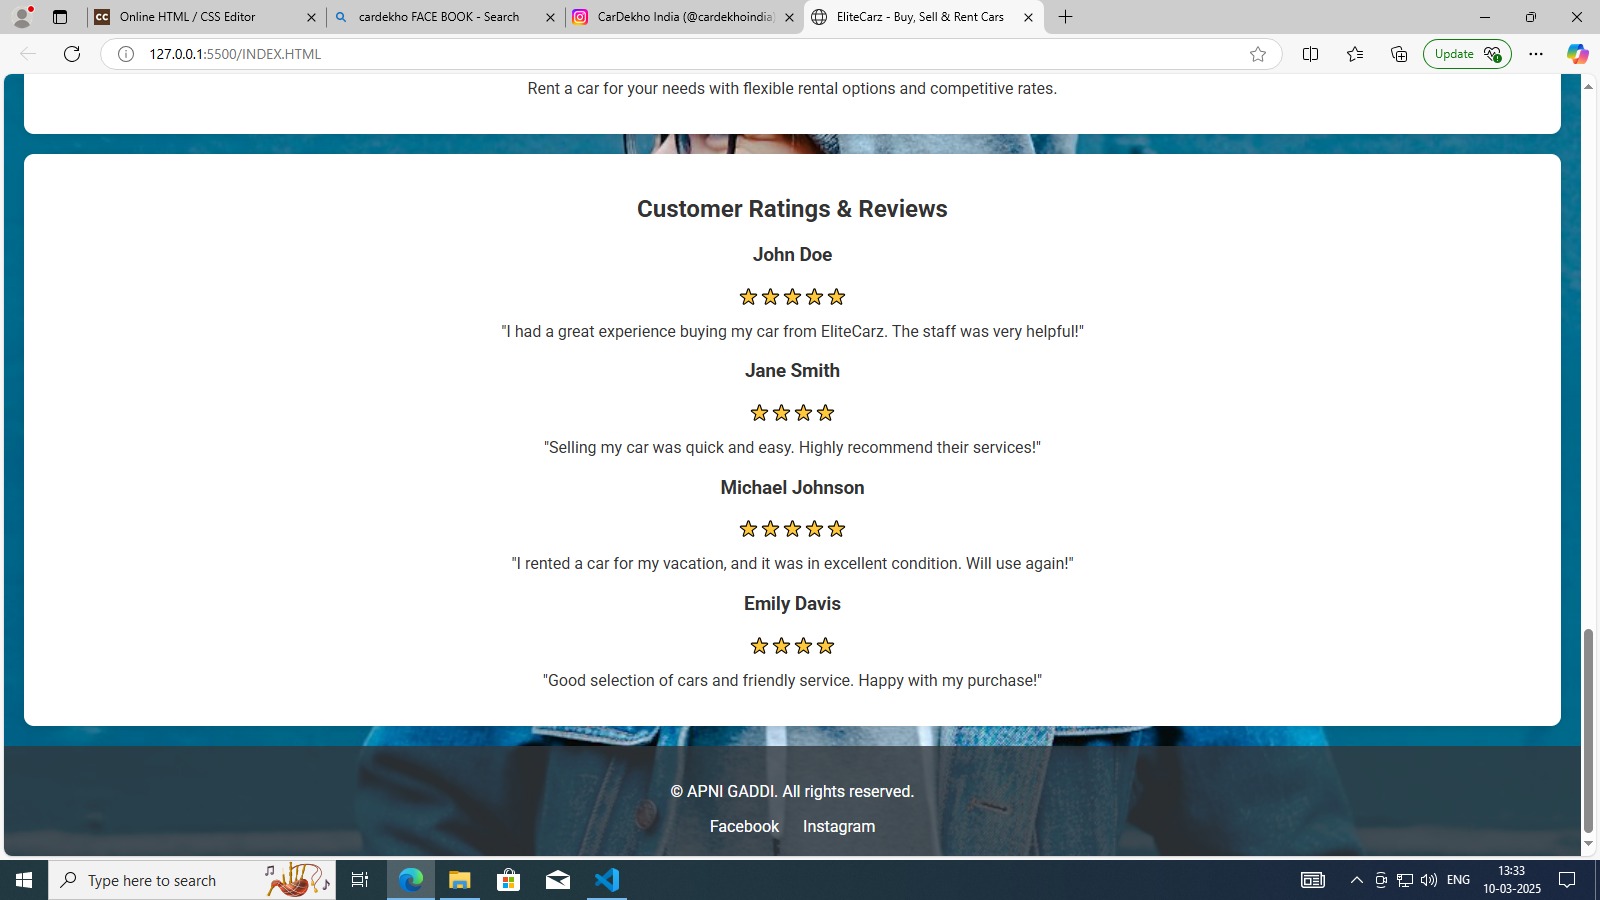 Online HTML / CSS Editor
cardekho FACE BOOK - Search
CarDekho India (@cardekhoindia)
EliteCarz - Buy, Sell & Rent Cars
127.0.0.1:5500/INDEX.HTML
Update
Rent a car for your needs with flexible rental options and competitive rates.
Customer Ratings & Reviews
John Doe
"I had a great experience buying my car from EliteCarz. The staff was very helpful!"
Jane Smith
"Selling my car was quick and easy. Highly recommend their services!"
Michael Johnson
"I rented a car for my vacation, and it was in excellent condition. Will use again!"
Emily Davis
"Good selection of cars and friendly service. Happy with my purchase!"
© APNI GADDI. All rights reserved.
Facebook Instagram
Type here to search
ENG
13:33
10-03-2025